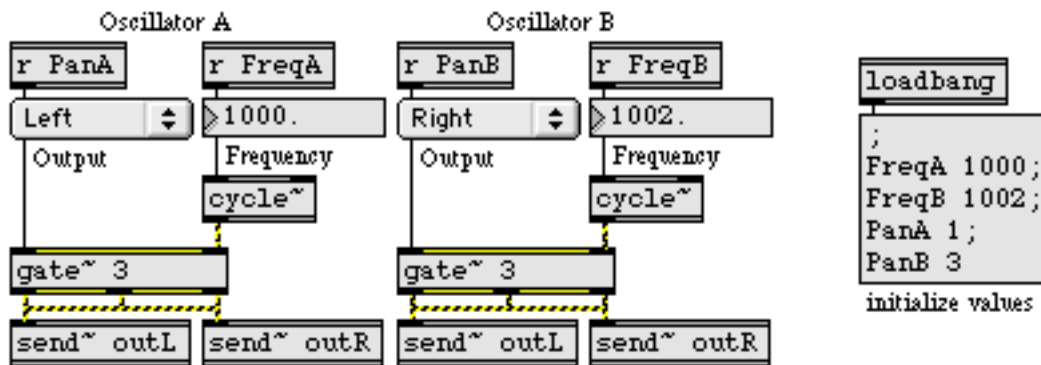 Oscillator A
Oscillator B
r PanA
r FreqA
r PanB
r FreqB
loadbang
Left
1000.
Right
1002.
Output
Frequency
Output
Frequency
;
FreqA 1000;
FreqB 1002;
PanA 1;
PanB 3
cycle~
cycle~
gate~ 3
gate~ 3
initialize values
send~ outL
send~ outR
send~ outL
send~ outR